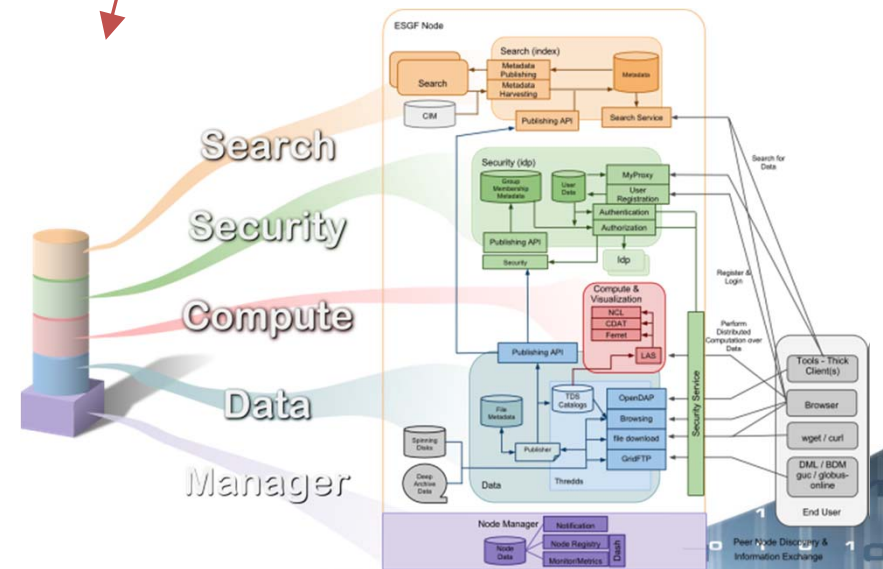 ESGF Node
Search (index)
Search
Metadata
Publishing
Metadata
Harvesting
Metadata
CIM
Publishing API
Search Service
Search
Search for
Data
Security (idp)
Group
Membership
Metadata
User
Data
MyProxy
User
Registration
Authentication
Authorization
Publishing API
Security
Idp
Security
Register &
Login
Compute &
Visualization
NCL
CDAT
Ferret
LAS
Compute
Perform
Distributed
Computation over
Data
Publishing API
Security Service
Tools - Thick
Client(s)
Browser
wget / curl
DML / BDM
guc / globus-
online
End User
Data
File
Metadata
TDS
Catalogs
OpenDAP
Browsing
file download
GridFTP
Publisher
Spinning
Disks
Deep
Archive
Data
Data
Thredds
Manager
Node Manager
Node
Data
Notification
Node Registry
Monitor/Metrics
Dash
Peer Node Discovery &
Information Exchange